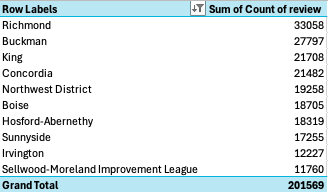 Row Labels Sum of Count of review
Richmond 33058
Buckman 27797
King 21708
Concordia 21482
Northwest District 19258
Boise 18705
Hosford-Abernethy 18319
Sunnyside 17255
Irvington 12227
Sellwood-Moreland Improvement League 11760
Grand Total 201569